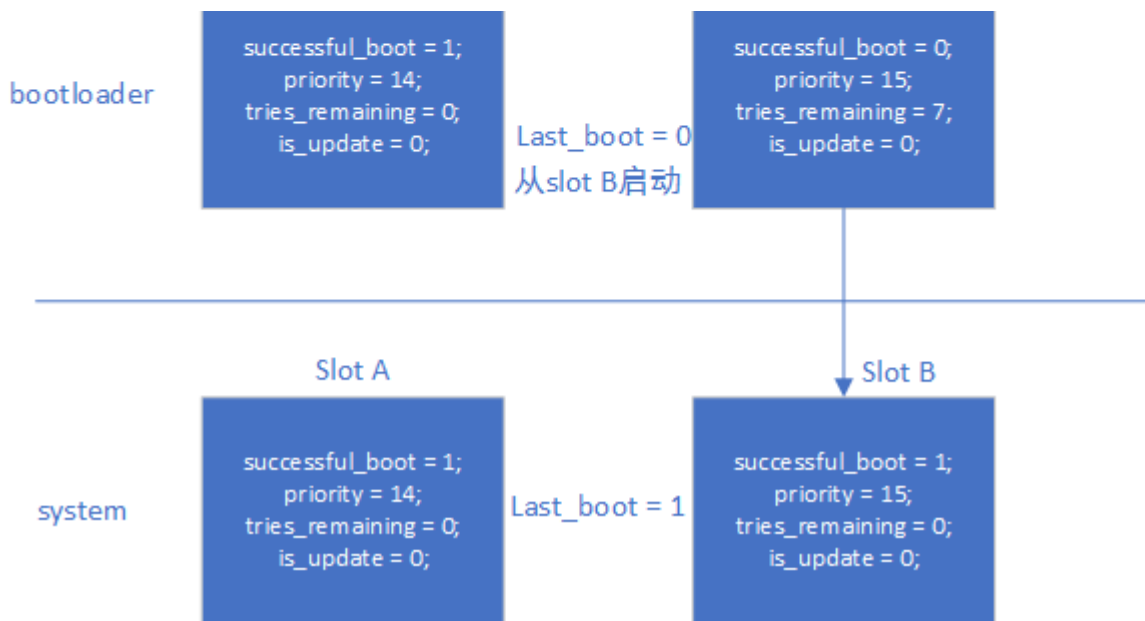 bootloader
successful_boot = 1;
priority = 14;
tries_remaining = 0;
is_update = 0;
Last_boot = 0
从slot B启动
successful_boot = 0;
priority = 15;
tries_remaining = 7;
is_update = 0;
Slot A
Slot B
system
successful_boot = 1;
priority = 14;
tries_remaining = 0;
is_update = 0;
Last_boot = 1
successful_boot = 1;
priority = 15;
tries_remaining = 0;
is_update = 0;